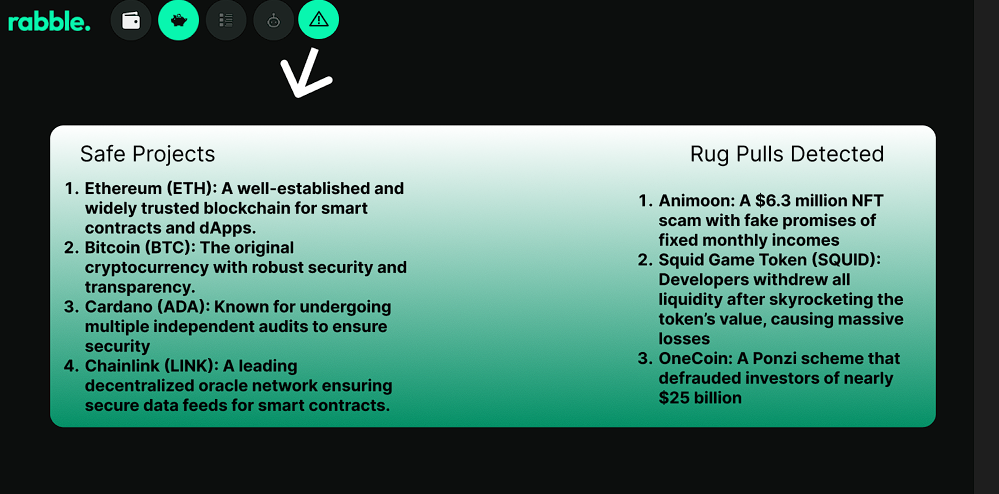 rabble.
Safe Projects
1. Ethereum (ETH): A well-established and
widely trusted blockchain for smart
contracts and dApps.
2. Bitcoin (BTC): The original
cryptocurrency with robust security and
transparency.
3. Cardano (ADA): Known for undergoing
multiple independent audits to ensure
security
4. Chainlink (LINK): A leading
decentralized oracle network ensuring
secure data feeds for smart contracts.
Rug Pulls Detected
1. Animoon: A $6.3 million NFT
scam with fake promises of
fixed monthly incomes
2. Squid Game Token (SQUID):
Developers withdrew all
liquidity after skyrocketing the
token’s value, causing massive
losses
3. OneCoin: A Ponzi scheme that
defrauded investors of nearly
$25 billion